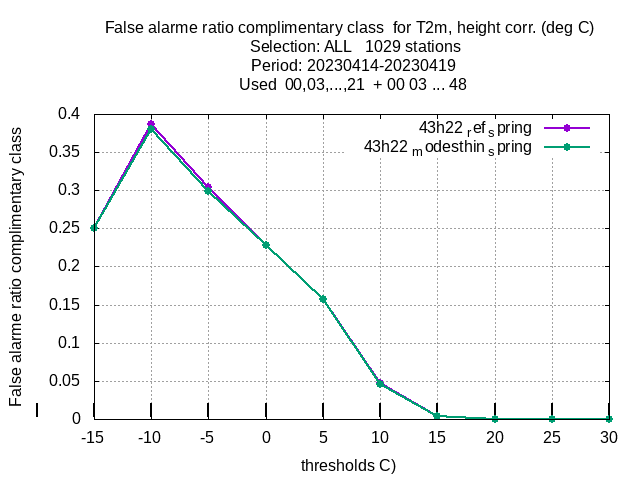 False alarme ratio complimentary class  for T2m, height corr. (deg C)
Selection: ALL   1029 stations
Period: 20230414-20230419
Used  00,03,...,21  + 00 03 ... 48
False alarme ratio complimentary class
0.4
0.35
0.3
0.25
0.2
0.15
0.1
0.05
0
43h22 ref spring
43h22 modesthin spring
-15 -10 -5 0 5 10 15 20 25 30
thresholds C)